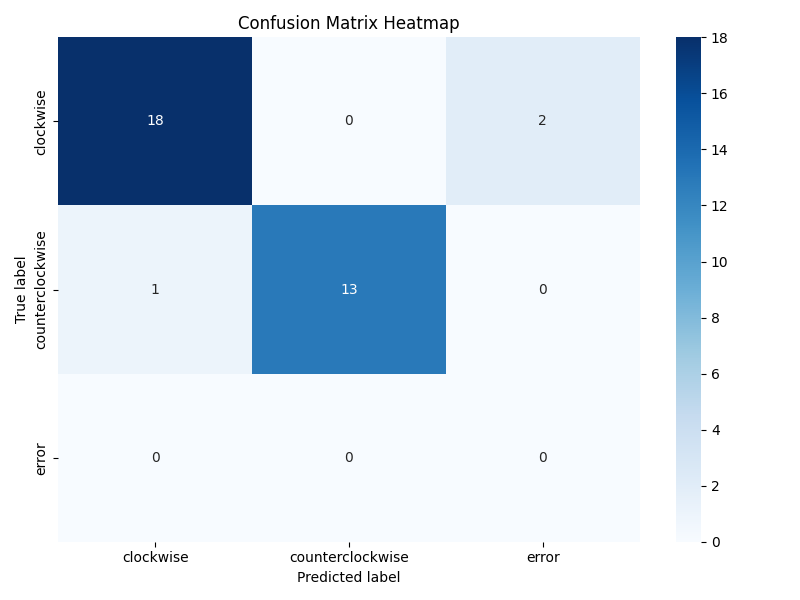 Confusion Matrix Heatmap
True label
clockwise
18 0 2
counterclockwise
1 13 0
error
0 0 0
clockwise counterclockwise error
Predicted label
18
16
14
12
10
8
6
4
2
0